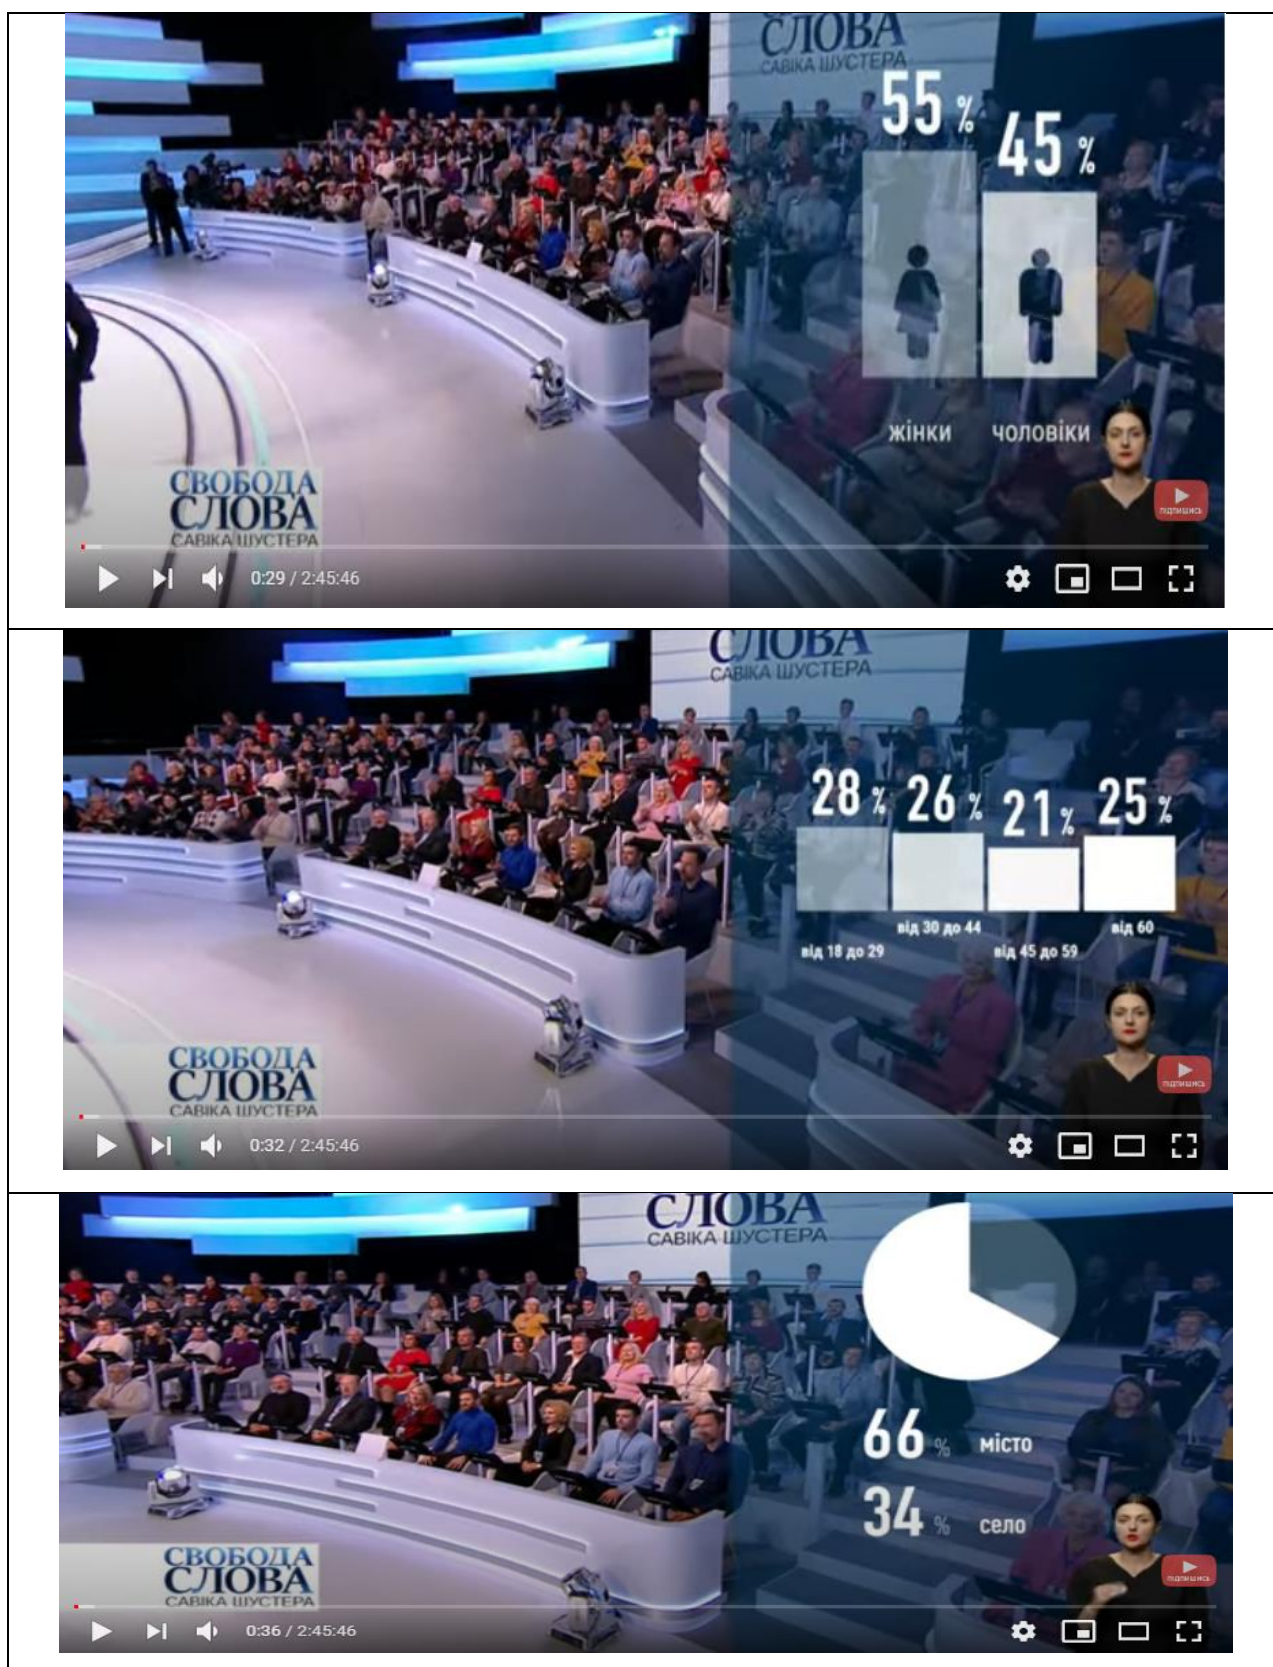 СЛОВА
САВІКА ШУСТЕРА
55 %
45 %
жінки чоловіки
СВОБОДА
СЛОВА
САВІКА ШУСТЕРА
ПІДПИШИСЬ
0:29 / 2:45:46
СЛОВА
САВІКА ШУСТЕРА
28 % 26 % 21 % 25 %
від 30 до 44 від 60
від 18 до 29 від 45 до 59
СВОБОДА
СЛОВА
САВІКА ШУСТЕРА
ПІДПИШИСЬ
0:32 / 2:45:46
СЛОВА
САВІКА ШУСТЕРА
66 % місто
34 % село
СВОБОДА
СЛОВА
САВІКА ШУСТЕРА
ПІДПИШИСЬ
0:36 / 2:45:46